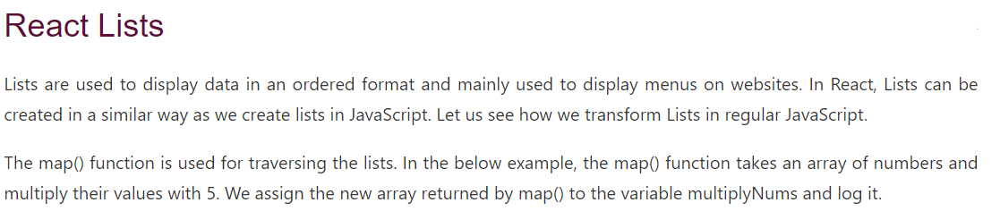 React Lists
Lists are used to display data in an ordered format and mainly used to display menus on websites. In React, Lists can be
created in a similar way as we create lists in JavaScript. Let us see how we transform Lists in regular JavaScript.
The map() function is used for traversing the lists. In the below example, the map() function takes an array of numbers and
multiply their values with 5. We assign the new array returned by map() to the variable multiplyNums and log it.